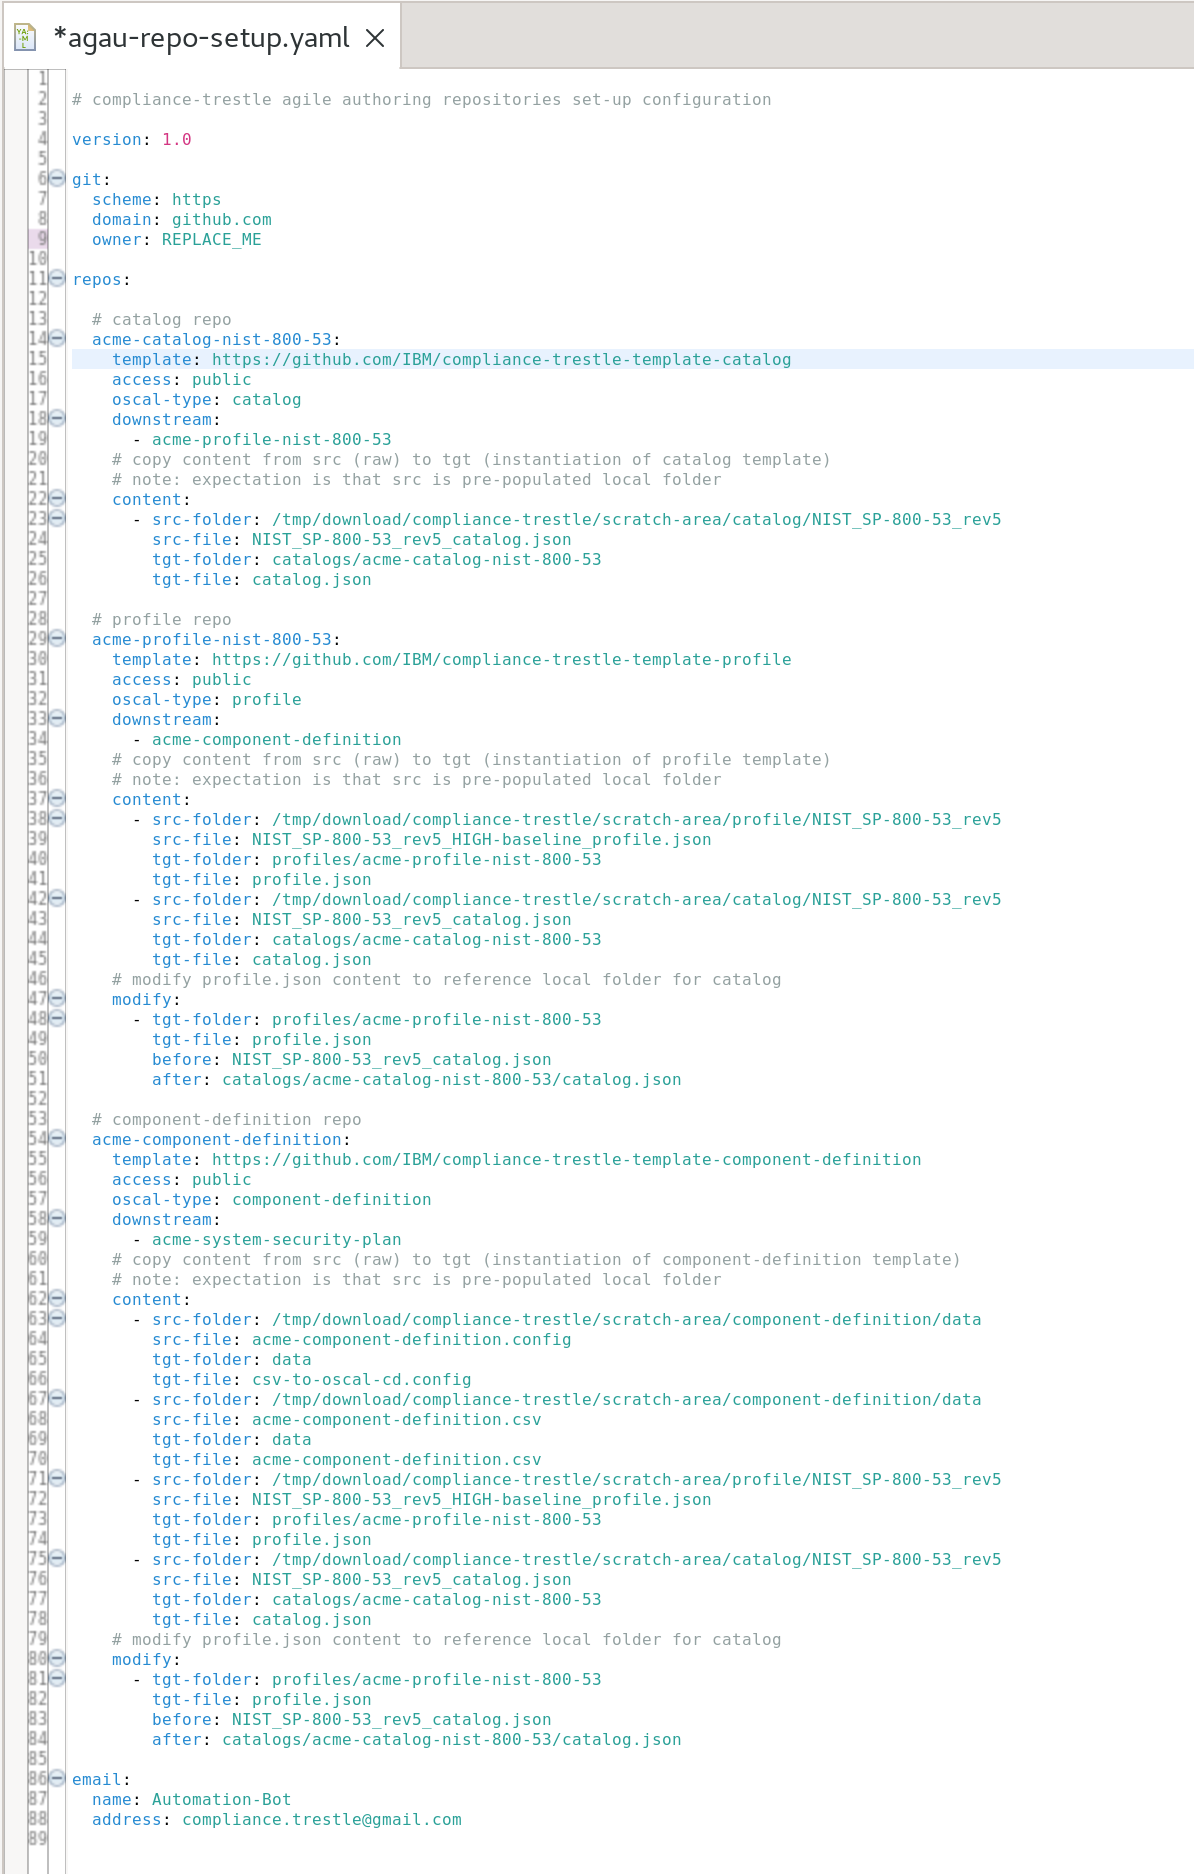 *agau-repo-setup.yaml
1
2 # compliance-trestle agile authoring repositories set-up configuration
3
4 version: 1.0
5
6 git:
7   scheme: https
8   domain: github.com
9   owner: REPLACE_ME
10
11 repos:
12
13   # catalog repo
14   acme-catalog-nist-800-53:
15     template: https://github.com/IBM/compliance-trestle-template-catalog
16     access: public
17     oscal-type: catalog
18     downstream:
19       - acme-profile-nist-800-53
20     # copy content from src (raw) to tgt (instantiation of catalog template)
21     # note: expectation is that src is pre-populated local folder
22     content:
23       - src-folder: /tmp/download/compliance-trestle/scratch-area/catalog/NIST_SP-800-53_rev5
24         src-file: NIST_SP-800-53_rev5_catalog.json
25         tgt-folder: catalogs/acme-catalog-nist-800-53
26         tgt-file: catalog.json
27
28   # profile repo
29   acme-profile-nist-800-53:
30     template: https://github.com/IBM/compliance-trestle-template-profile
31     access: public
32     oscal-type: profile
33     downstream:
34       - acme-component-definition
35     # copy content from src (raw) to tgt (instantiation of profile template)
36     # note: expectation is that src is pre-populated local folder
37     content:
38       - src-folder: /tmp/download/compliance-trestle/scratch-area/profile/NIST_SP-800-53_rev5
39         src-file: NIST_SP-800-53_rev5_HIGH-baseline_profile.json
40         tgt-folder: profiles/acme-profile-nist-800-53
41         tgt-file: profile.json
42       - src-folder: /tmp/download/compliance-trestle/scratch-area/catalog/NIST_SP-800-53_rev5
43         src-file: NIST_SP-800-53_rev5_catalog.json
44         tgt-folder: catalogs/acme-catalog-nist-800-53
45         tgt-file: catalog.json
46     # modify profile.json content to reference local folder for catalog
47     modify:
48       - tgt-folder: profiles/acme-profile-nist-800-53
49         tgt-file: profile.json
50         before: NIST_SP-800-53_rev5_catalog.json
51         after: catalogs/acme-catalog-nist-800-53/catalog.json
52
53   # component-definition repo
54   acme-component-definition:
55     template: https://github.com/IBM/compliance-trestle-template-component-definition
56     access: public
57     oscal-type: component-definition
58     downstream:
59       - acme-system-security-plan
60     # copy content from src (raw) to tgt (instantiation of component-definition template)
61     # note: expectation is that src is pre-populated local folder
62     content:
63       - src-folder: /tmp/download/compliance-trestle/scratch-area/component-definition/data
64         src-file: acme-component-definition.config
65         tgt-folder: data
66         tgt-file: csv-to-oscal-cd.config
67       - src-folder: /tmp/download/compliance-trestle/scratch-area/component-definition/data
68         src-file: acme-component-definition.csv
69         tgt-folder: data
70         tgt-file: acme-component-definition.csv
71       - src-folder: /tmp/download/compliance-trestle/scratch-area/profile/NIST_SP-800-53_rev5
72         src-file: NIST_SP-800-53_rev5_HIGH-baseline_profile.json
73         tgt-folder: profiles/acme-profile-nist-800-53
74         tgt-file: profile.json
75       - src-folder: /tmp/download/compliance-trestle/scratch-area/catalog/NIST_SP-800-53_rev5
76         src-file: NIST_SP-800-53_rev5_catalog.json
77         tgt-folder: catalogs/acme-catalog-nist-800-53
78         tgt-file: catalog.json
79     # modify profile.json content to reference local folder for catalog
80     modify:
81       - tgt-folder: profiles/acme-profile-nist-800-53
82         tgt-file: profile.json
83         before: NIST_SP-800-53_rev5_catalog.json
84         after: catalogs/acme-catalog-nist-800-53/catalog.json
85
86 email:
87   name: Automation-Bot
88   address: compliance.trestle@gmail.com
89